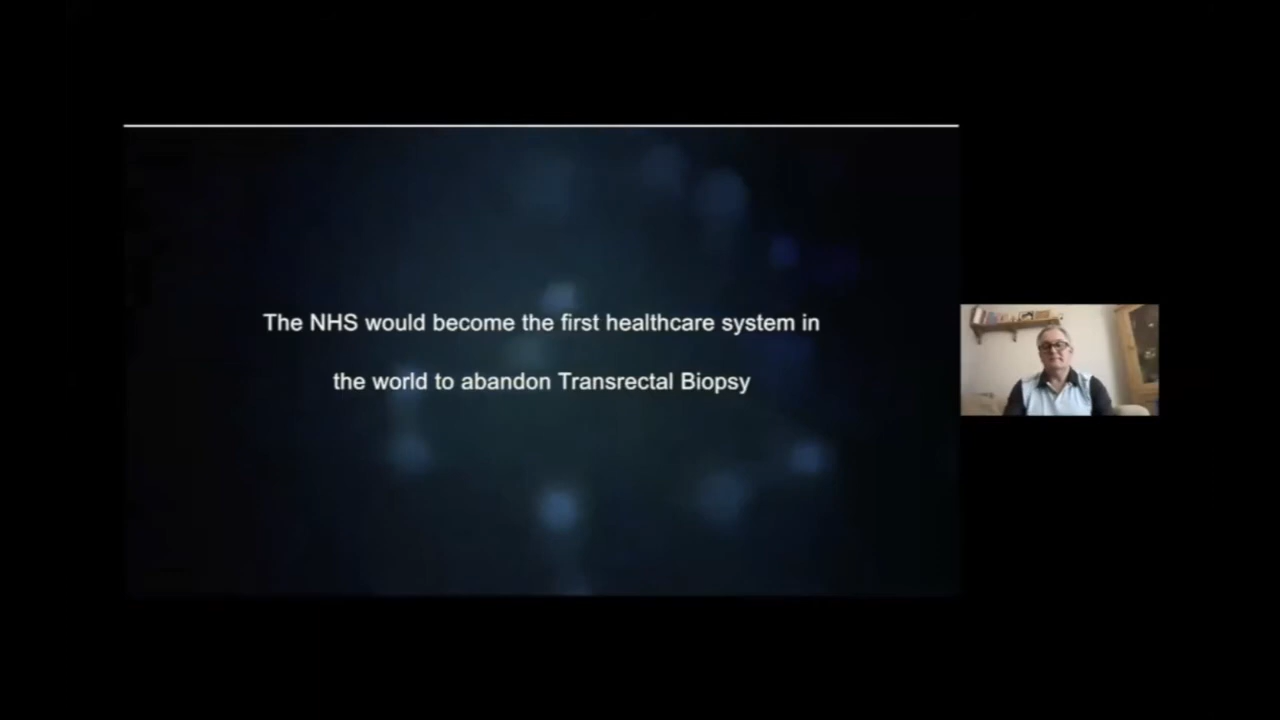 The NHS would become the first healthcare system in
the world to abandon Transrectal Biopsy